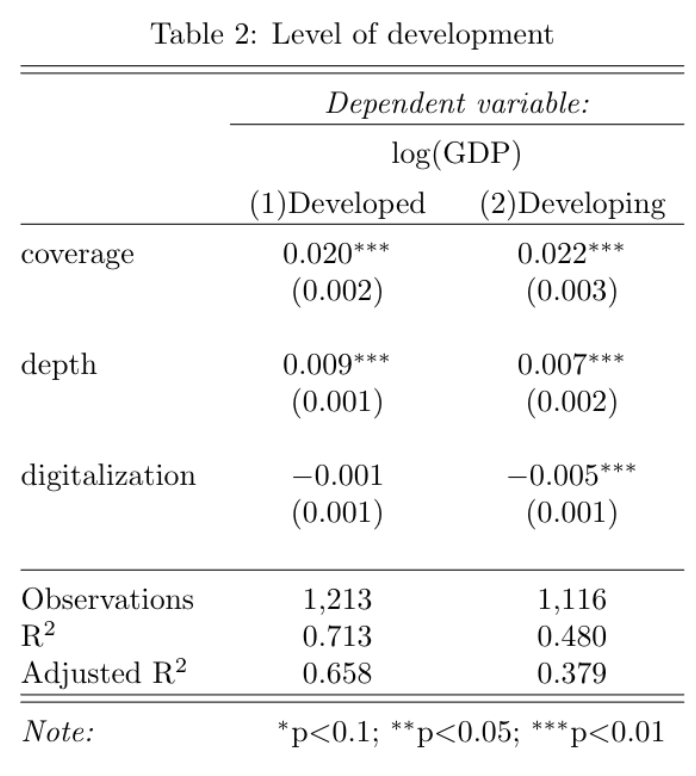 Table 2: Level of development
Dependent variable:
log(GDP)
(1)Developed (2)Developing
coverage 0.020*** 0.022***
(0.002) (0.003)
depth 0.009*** 0.007***
(0.001) (0.002)
digitalization −0.001 −0.005***
(0.001) (0.001)
Observations 1,213 1,116
R² 0.713 0.480
Adjusted R² 0.658 0.379
Note: *p<0.1; **p<0.05; ***p<0.01